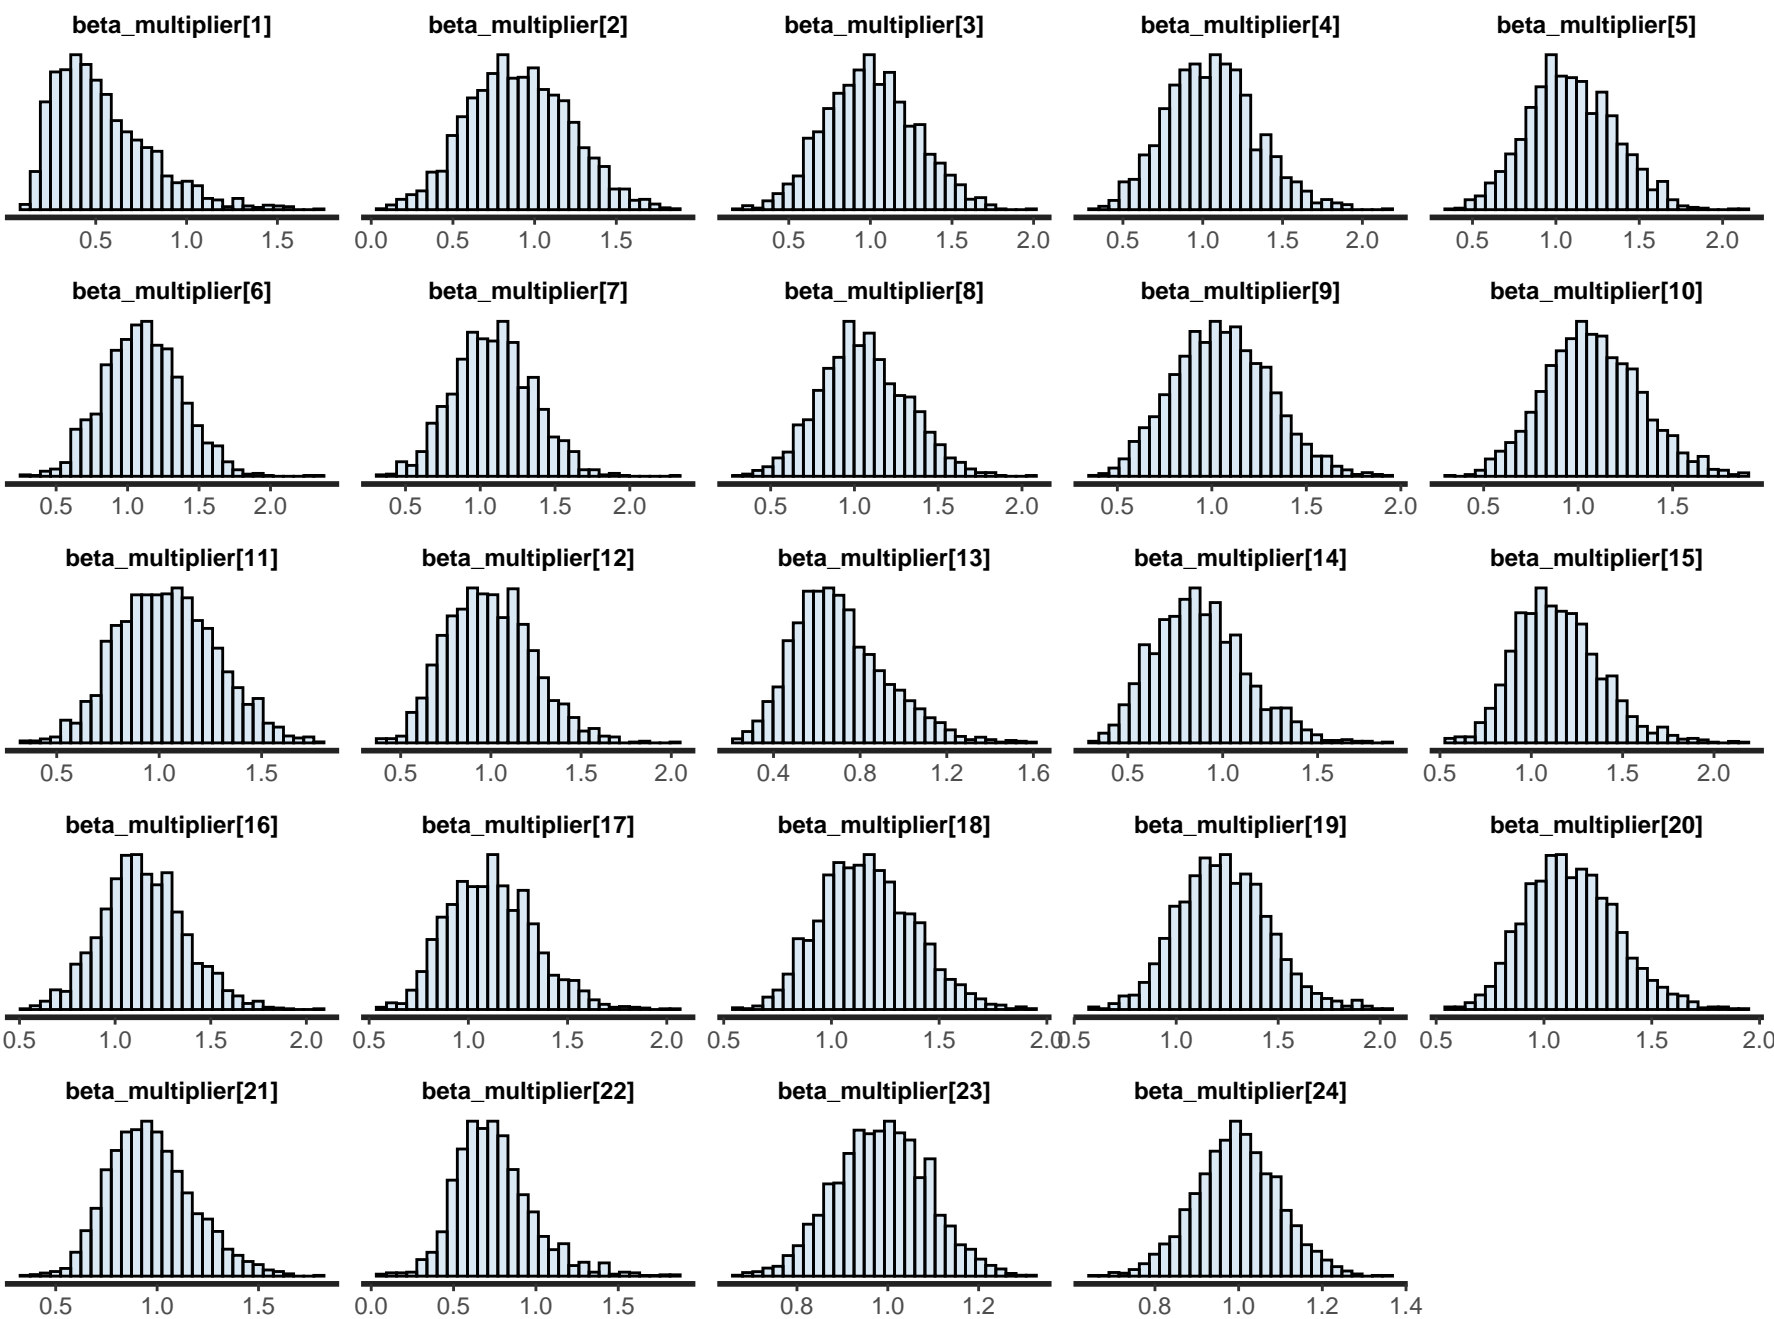 beta_multiplier[1] beta_multiplier[2] beta_multiplier[3] beta_multiplier[4] beta_multiplier[5]
0.5 1.0 1.5 0.0 0.5 1.0 1.5 0.5 1.0 1.5 2.0 0.5 1.0 1.5 2.0 0.5 1.0 1.5 2.0
beta_multiplier[6] beta_multiplier[7] beta_multiplier[8] beta_multiplier[9] beta_multiplier[10]
0.5 1.0 1.5 2.0 0.5 1.0 1.5 2.0 0.5 1.0 1.5 2.0 0.5 1.0 1.5 2.0 0.5 1.0 1.5
beta_multiplier[11] beta_multiplier[12] beta_multiplier[13] beta_multiplier[14] beta_multiplier[15]
0.5 1.0 1.5 0.5 1.0 1.5 2.0 0.4 0.8 1.2 1.6 0.5 1.0 1.5 0.5 1.0 1.5 2.0
beta_multiplier[16] beta_multiplier[17] beta_multiplier[18] beta_multiplier[19] beta_multiplier[20]
0.5 1.0 1.5 2.0 0.5 1.0 1.5 2.0 0.5 1.0 1.5 2.0 0.5 1.0 1.5 2.0 0.5 1.0 1.5 2.0
beta_multiplier[21] beta_multiplier[22] beta_multiplier[23] beta_multiplier[24]
0.5 1.0 1.5 0.0 0.5 1.0 1.5 0.8 1.0 1.2 0.8 1.0 1.2 1.4